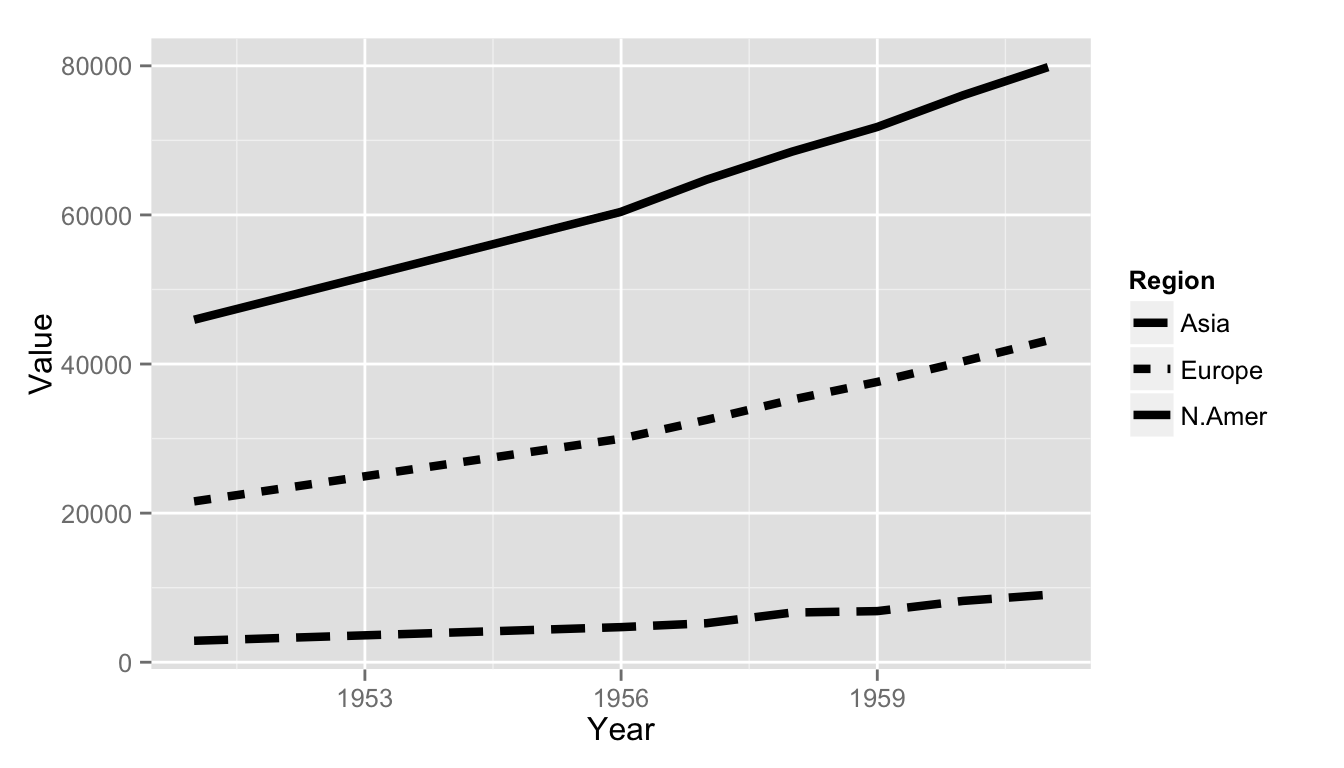 80000
60000
40000
20000
0
Value
1953
1956
1959
Year
Region
Asia
Europe
N.Amer